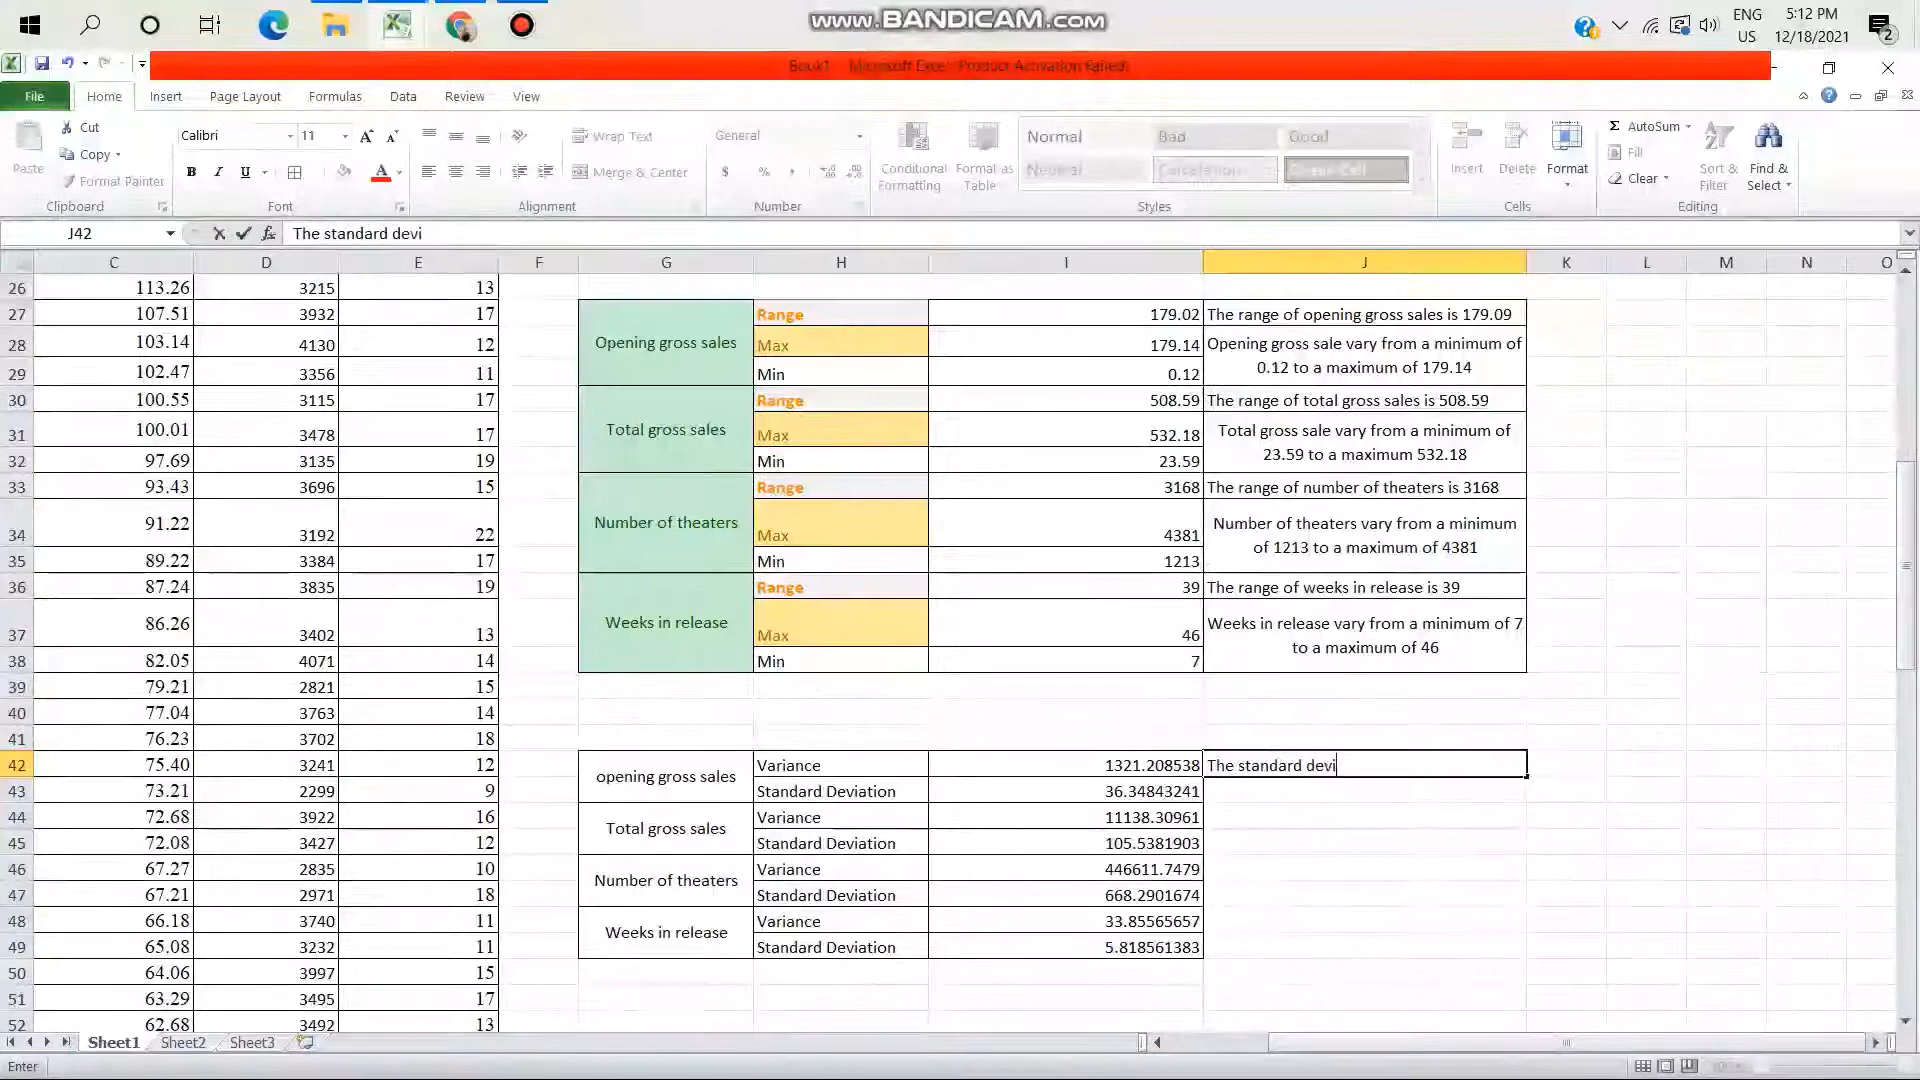 www.BANDICAM.com
ENG
US
5:12 PM
12/18/2021
2
Book1 - Microsoft Excel (Product Activation Failed)
File Home Insert Page Layout Formulas Data Review View
Paste
Cut
Copy
Format Painter
Clipboard
Calibri 11
B I U
Font
Wrap Text
Merge & Center
Alignment
General
$ % ,
Number
Conditional Formatting
Format as Table
Normal Bad Good
Neutral Calculation Check Cell
Styles
Insert Delete Format
Cells
Σ AutoSum
Fill
Clear
Sort & Filter
Find & Select
Editing
J42 fx The standard devi
C D E F G H I J K L M N O
26 113.26 3215 13
27 107.51 3932 17 Range 179.02 The range of opening gross sales is 179.09
28 103.14 4130 12 Opening gross sales Max 179.14 Opening gross sale vary from a minimum of
29 102.47 3356 11 Min 0.12 0.12 to a maximum of 179.14
30 100.55 3115 17 Range 508.59 The range of total gross sales is 508.59
31 100.01 3478 17 Total gross sales Max 532.18 Total gross sale vary from a minimum of
32 97.69 3135 19 Min 23.59 23.59 to a maximum 532.18
33 93.43 3696 15 Range 3168 The range of number of theaters is 3168
34 91.22 3192 22 Number of theaters Max 4381 Number of theaters vary from a minimum
35 89.22 3384 17 Min 1213 of 1213 to a maximum of 4381
36 87.24 3835 19 Range 39 The range of weeks in release is 39
37 86.26 3402 13 Weeks in release Max 46 Weeks in release vary from a minimum of 7
38 82.05 4071 14 Min 7 to a maximum of 46
39 79.21 2821 15
40 77.04 3763 14
41 76.23 3702 18
42 75.40 3241 12 opening gross sales Variance 1321.208538 The standard devi
43 73.21 2299 9 Standard Deviation 36.34843241
44 72.68 3922 16 Total gross sales Variance 11138.30961
45 72.08 3427 12 Standard Deviation 105.5381903
46 67.27 2835 10 Number of theaters Variance 446611.7479
47 67.21 2971 18 Standard Deviation 668.2901674
48 66.18 3740 11 Weeks in release Variance 33.85565657
49 65.08 3232 11 Standard Deviation 5.818561383
50 64.06 3997 15
51 63.29 3495 17
52 62.68 3492 13
Sheet1 Sheet2 Sheet3
Enter